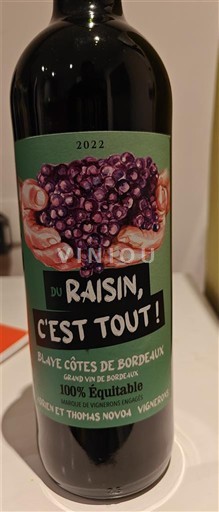 2022
VINIOU
DU RAISIN,
C'EST TOUT !
BLAYE CÔTES DE BORDEAUX
GRAND VIN DE BORDEAUX
100% Équitable
MARQUE DE VIGNERONS ENGAGÉS
ET THOMAS NOVOA VIGNERONS